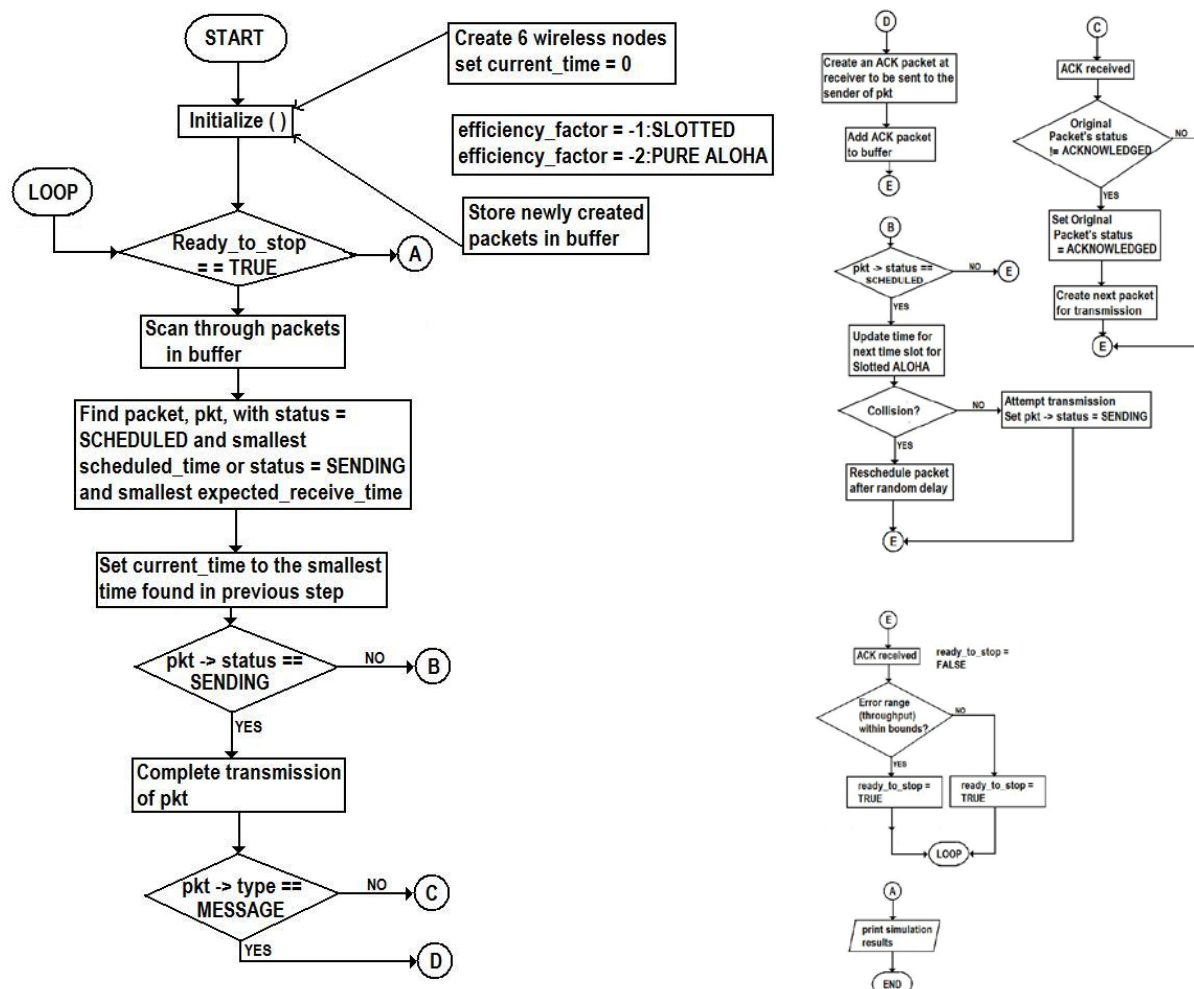 START
Create 6 wireless nodes
set current_time = 0
Initialize ( )
efficiency_factor = -1:SLOTTED
efficiency_factor = -2:PURE ALOHA
LOOP
Store newly created
packets in buffer
Ready_to_stop
= = TRUE
A
Scan through packets
in buffer
Find packet, pkt, with status =
SCHEDULED and smallest
scheduled_time or status = SENDING
and smallest expected_receive_time
Set current_time to the smallest
time found in previous step
pkt -> status ==
SENDING
NO
B
YES
Complete transmission
of pkt
pkt -> type ==
MESSAGE
NO
C
YES
D
D
Create an ACK packet at
receiver to be sent to the
sender of pkt
Add ACK packet
to buffer
E
C
ACK received
Original
Packet's status
!= ACKNOWLEDGED
NO
YES
Set Original
Packet's status
= ACKNOWLEDGED
Create next packet
for transmission
E
B
pkt -> status ==
SCHEDULED
NO
E
YES
Update time for
next time slot for
Slotted ALOHA
Collision?
NO
Attempt transmission
Set pkt -> status = SENDING
YES
Reschedule packet
after random delay
E
E
ACK received
ready_to_stop =
FALSE
Error range
(throughput)
within bounds?
NO
YES
ready_to_stop =
TRUE
ready_to_stop =
TRUE
LOOP
A
print simulation
results
END